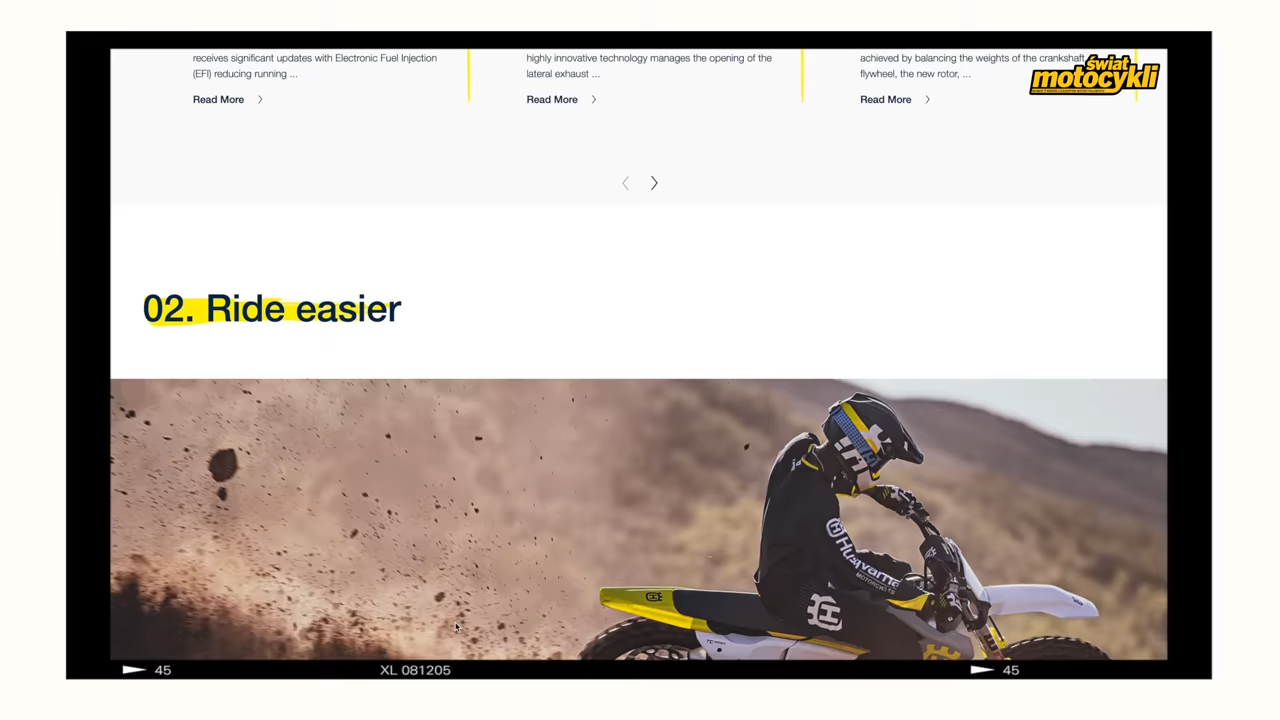 receives significant updates with Electronic Fuel Injection
(EFI) reducing running ...
Read More
highly innovative technology manages the opening of the
lateral exhaust ...
Read More
achieved by balancing the weights of the crankshaft
flywheel, the new rotor, ...
Read More
świat
motocykli
02. Ride easier
Husqvarna
MOTORCYCLES
45
XL 081205
45